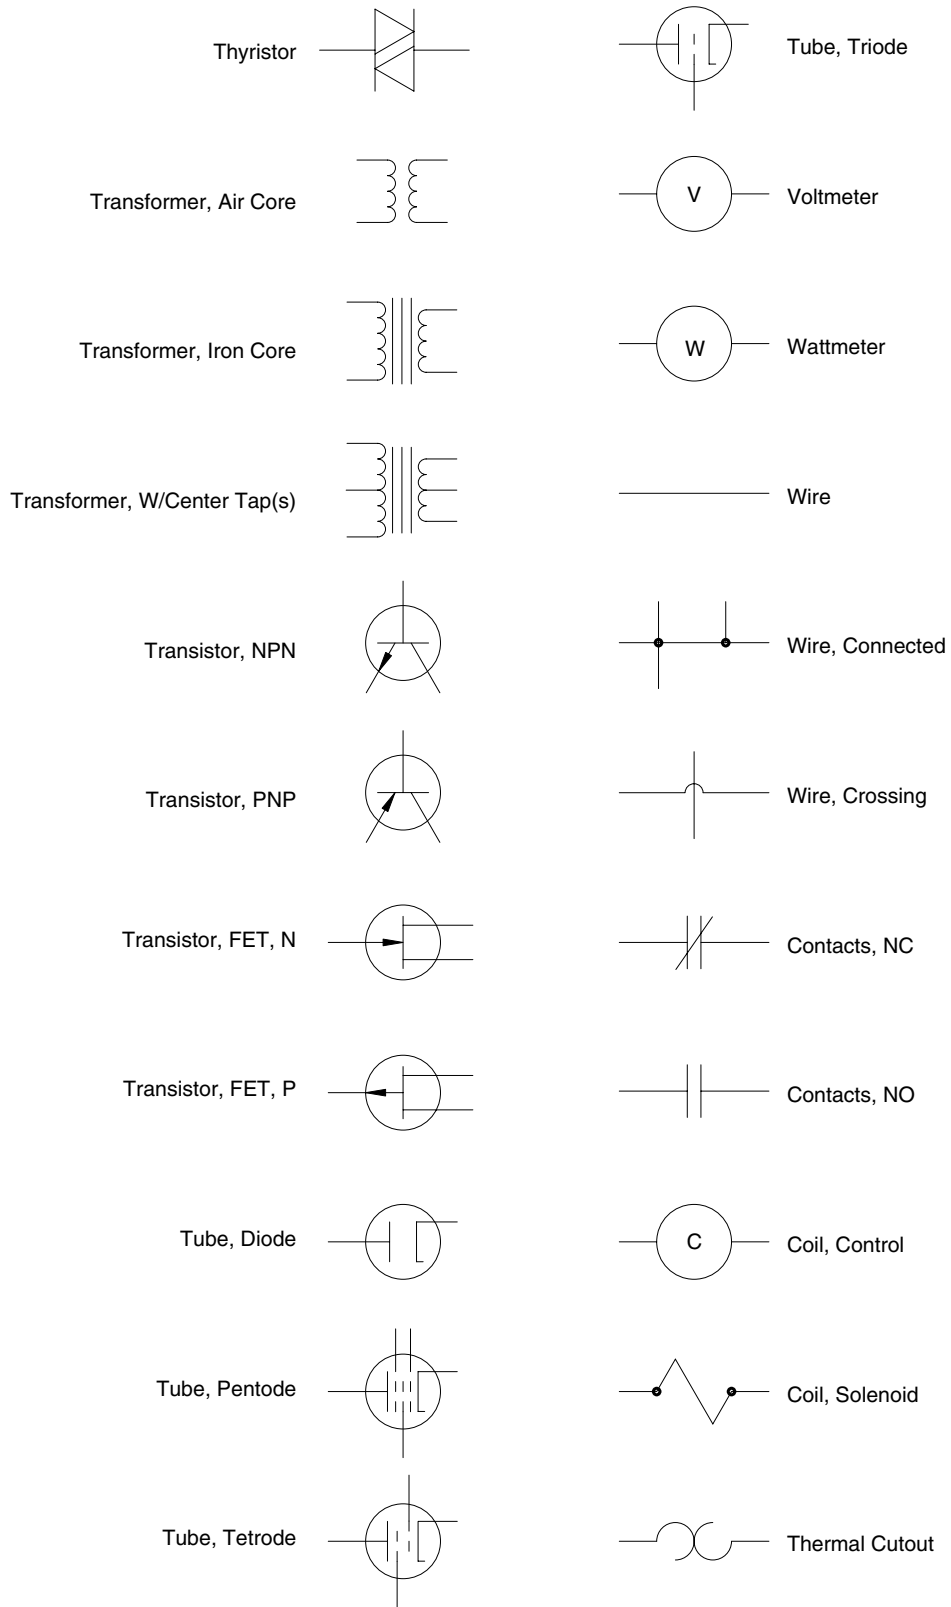 Thyristor
Transformer, Air Core
Transformer, Iron Core
Transformer, W/Center Tap(s)
Transistor, NPN
Transistor, PNP
Transistor, FET, N
Transistor, FET, P
Tube, Diode
Tube, Pentode
Tube, Tetrode
Tube, Triode
V
Voltmeter
W
Wattmeter
Wire
Wire, Connected
Wire, Crossing
Contacts, NC
Contacts, NO
C
Coil, Control
Coil, Solenoid
Thermal Cutout